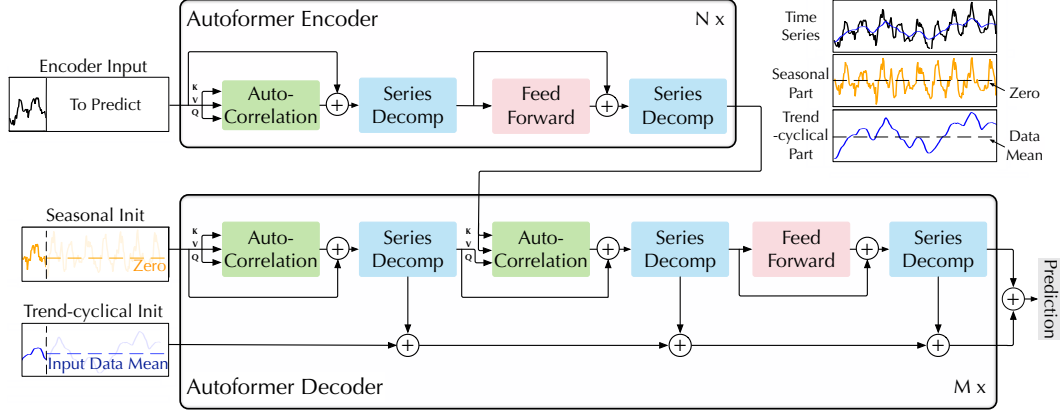 Autoformer Encoder
N x
Encoder Input
To Predict
K
V
Q
Auto-
Correlation
+
Series
Decomp
Feed
Forward
+
Series
Decomp
Time
Series
Seasonal
Part
Zero
Trend
-cyclical
Part
Data
Mean
Seasonal Init
Zero
K
V
Q
Auto-
Correlation
+
Series
Decomp
K
V
Q
Auto-
Correlation
+
Series
Decomp
Feed
Forward
+
Series
Decomp
Trend-cyclical Init
Input Data Mean
+
+
+
+
Prediction
Autoformer Decoder
M x